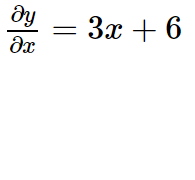 ∂y/∂x = 3x + 6